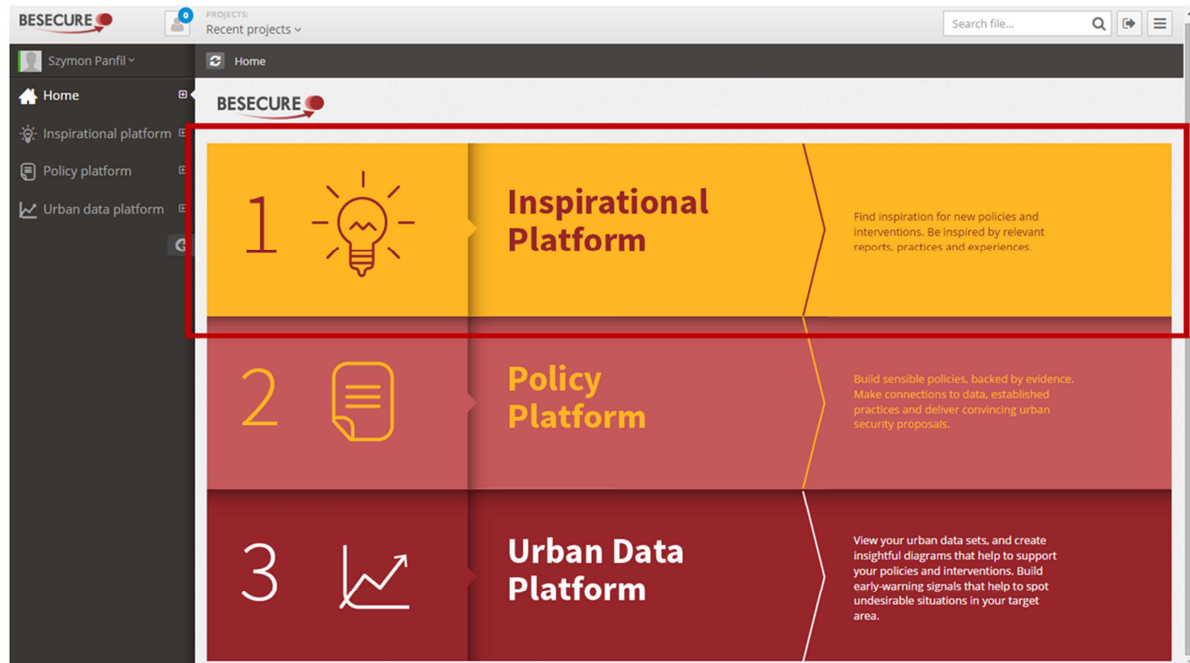 BESECURE
0
PROJECTS:
Recent projects
Search file...
Szymon Panfil
Home
Home
Inspirational platform
Policy platform
Urban data platform
BESECURE
1
Inspirational
Platform
Find inspiration for new policies and
interventions. Be inspired by relevant
reports, practices and experiences.
2
Policy
Platform
Build sensible policies, backed by evidence.
Make connections to data, established
practices and deliver convincing urban
security proposals.
3
Urban Data
Platform
View your urban data sets, and create
insightful diagrams that help to support
your policies and interventions. Build
early-warning signals that help to spot
undesirable situations in your target
area.